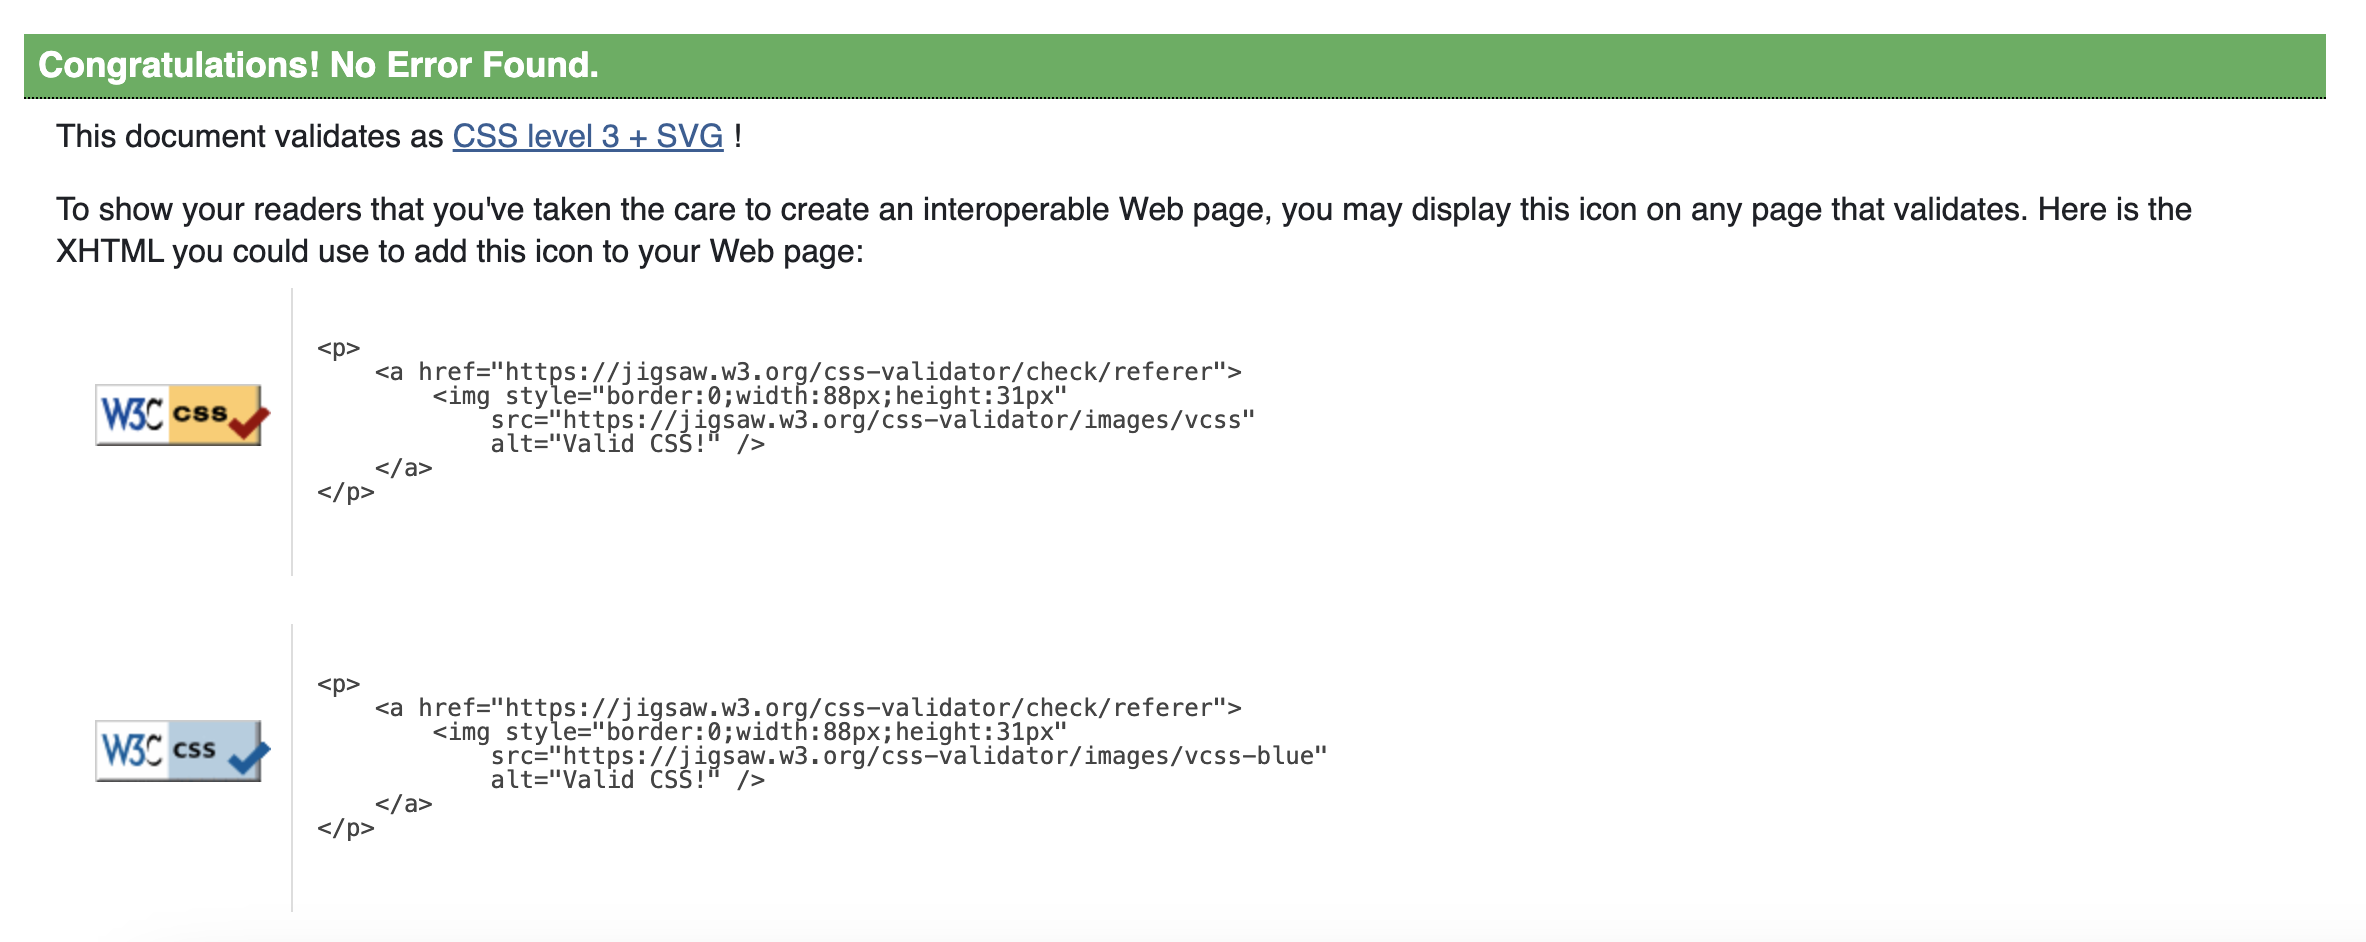 Congratulations! No Error Found.
This document validates as CSS level 3 + SVG !
To show your readers that you've taken the care to create an interoperable Web page, you may display this icon on any page that validates. Here is the
XHTML you could use to add this icon to your Web page:
W3C css
<p>
    <a href="https://jigsaw.w3.org/css-validator/check/referer">
        <img style="border:0;width:88px;height:31px"
            src="https://jigsaw.w3.org/css-validator/images/vcss"
            alt="Valid CSS!" />
    </a>
</p>
W3C css
<p>
    <a href="https://jigsaw.w3.org/css-validator/check/referer">
        <img style="border:0;width:88px;height:31px"
            src="https://jigsaw.w3.org/css-validator/images/vcss-blue"
            alt="Valid CSS!" />
    </a>
</p>